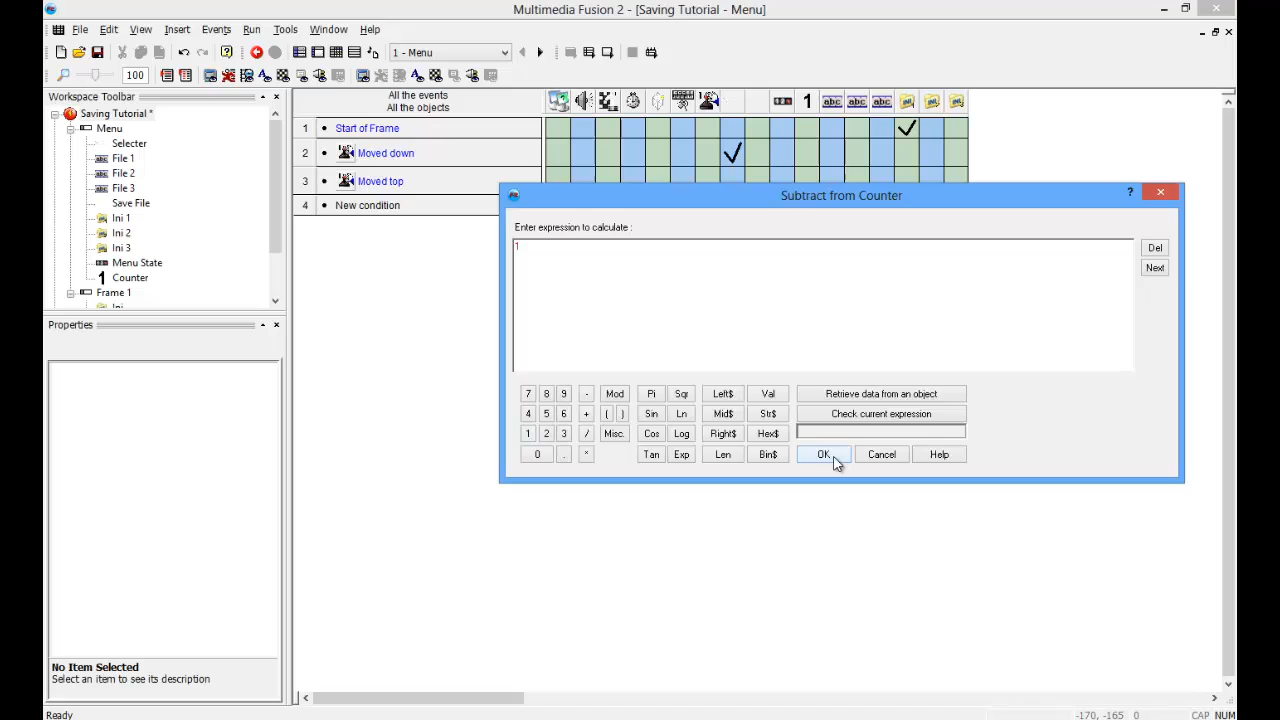 Multimedia Fusion 2 - [Saving Tutorial - Menu]
File Edit View Insert Events Run Tools Window Help
1 - Menu
100
Workspace Toolbar
Saving Tutorial *
Menu
Selecter
File 1
File 2
File 3
Save File
Ini 1
Ini 2
Ini 3
Menu State
1 Counter
Frame 1
Ini
Properties
No Item Selected
Select an item to see its description
Ready
All the events
All the objects
1 • Start of Frame
2 • Moved down
3 • Moved top
4 • New condition
1 abc abc abc
Subtract from Counter
Enter expression to calculate :
1
Del
Next
7 8 9 - Mod Pi Sqr Left$ Val Retrieve data from an object
4 5 6 + ( ) Sin Ln Mid$ Str$ Check current expression
1 2 3 / Misc. Cos Log Right$ Hex$
0 . * Tan Exp Len Bin$ OK Cancel Help
-170, -165 0 CAP NUM